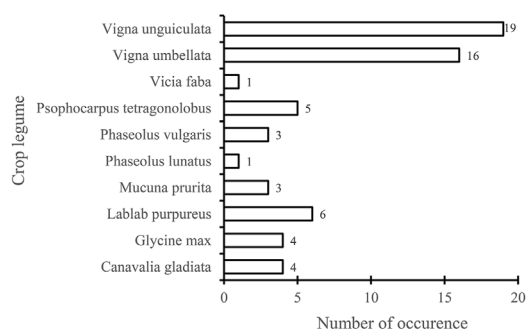 Crop legume
Vigna unguiculata 19
Vigna umbellata 16
Vicia faba 1
Psophocarpus tetragonolobus 5
Phaseolus vulgaris 3
Phaseolus lunatus 1
Mucuna prurita 3
Lablab purpureus 6
Glycine max 4
Canavalia gladiata 4
0 5 10 15 20
Number of occurence